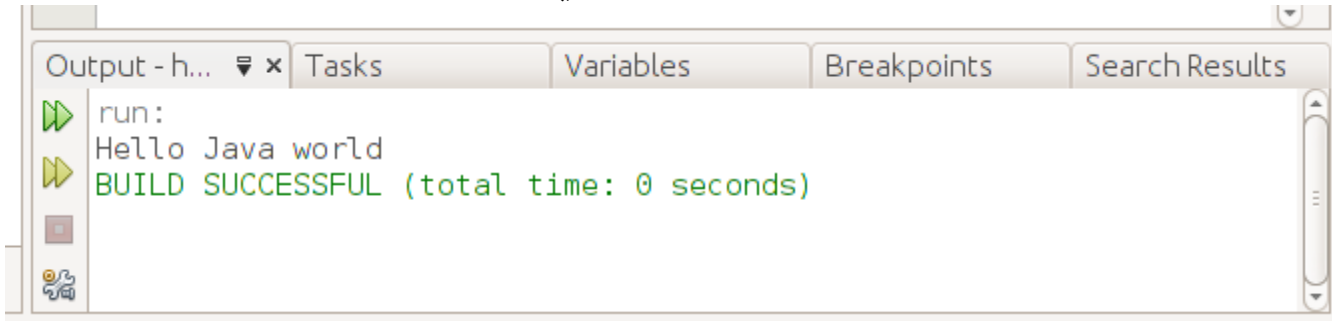 Output - h... Tasks Variables Breakpoints Search Results
run:
Hello Java world
BUILD SUCCESSFUL (total time: 0 seconds)